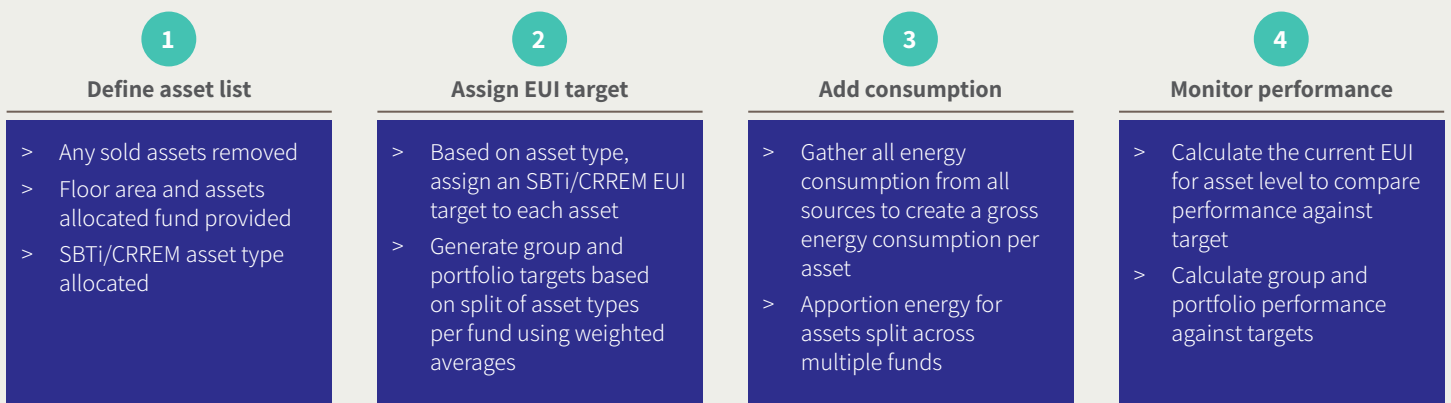 1
Define asset list
> Any sold assets removed
> Floor area and assets
allocated fund provided
> SBTi/CRREM asset type
allocated
2
Assign EUI target
> Based on asset type,
assign an SBTi/CRREM EUI
target to each asset
> Generate group and
portfolio targets based
on split of asset types
per fund using weighted
averages
3
Add consumption
> Gather all energy
consumption from all
sources to create a gross
energy consumption per
asset
> Apportion energy for
assets split across
multiple funds
4
Monitor performance
> Calculate the current EUI
for asset level to compare
performance against
target
> Calculate group and
portfolio performance
against targets